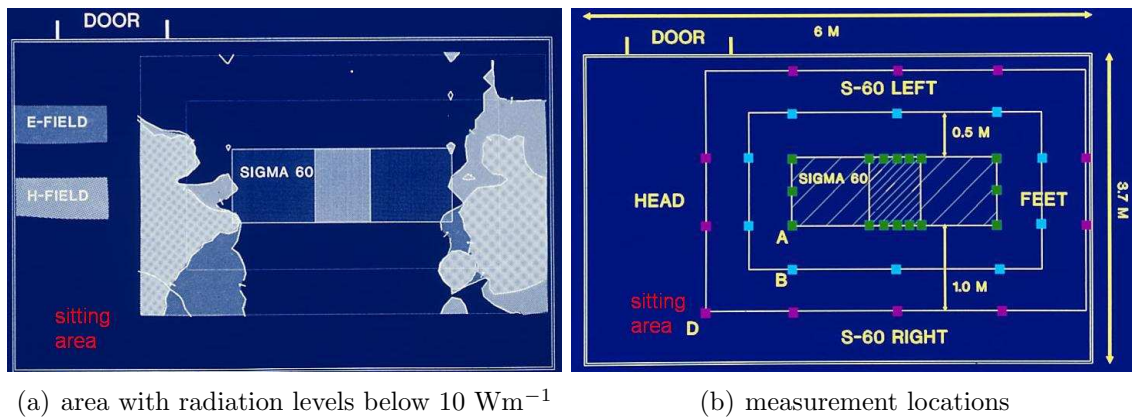 DOOR
E-FIELD
SIGMA 60
H-FIELD
sitting
area
(a) area with radiation levels below 10 Wm⁻¹
DOOR
6 M
S-60 LEFT
0.5 M
SIGMA 60
HEAD
FEET
3.7 M
A
B
1.0 M
sitting
area
D
S-60 RIGHT
(b) measurement locations